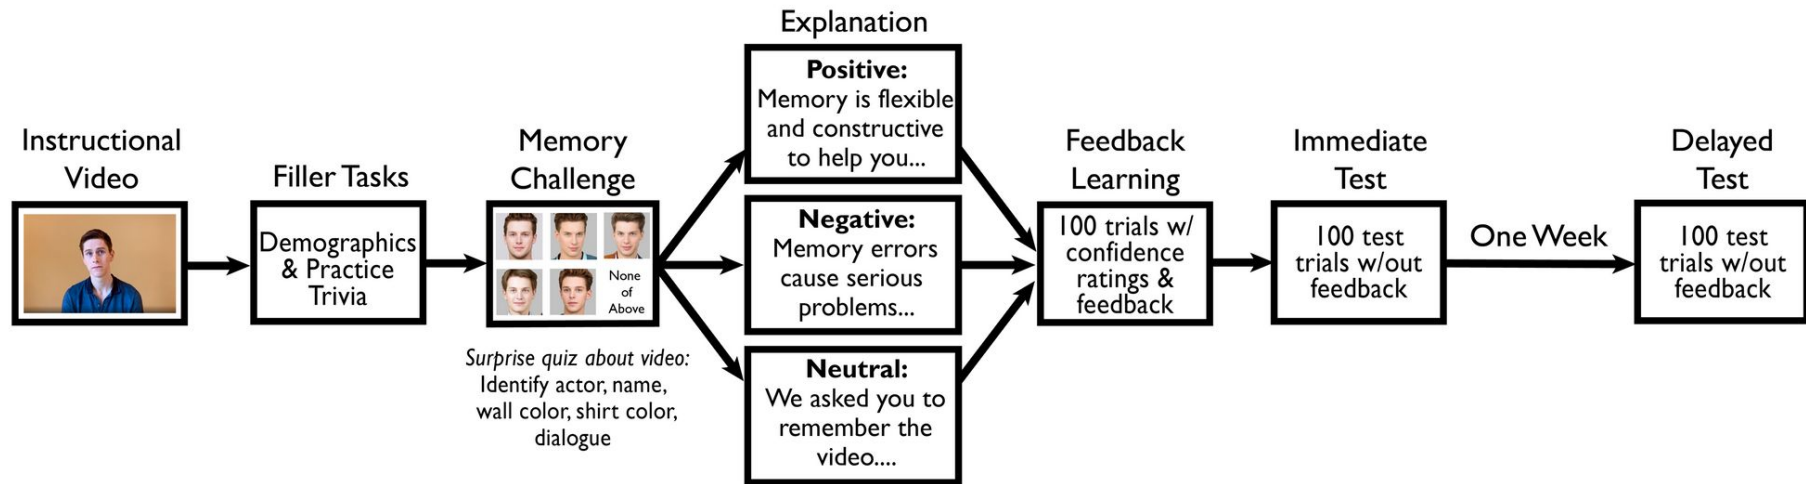 Instructional
Video
Filler Tasks
Demographics
& Practice
Trivia
Memory
Challenge
None
of
Above
Surprise quiz about video:
Identify actor, name,
wall color, shirt color,
dialogue
Explanation
Positive:
Memory is flexible
and constructive
to help you...
Negative:
Memory errors
cause serious
problems...
Neutral:
We asked you to
remember the
video....
Feedback
Learning
100 trials w/
confidence
ratings &
feedback
Immediate
Test
100 test
trials w/out
feedback
One Week
Delayed
Test
100 test
trials w/out
feedback